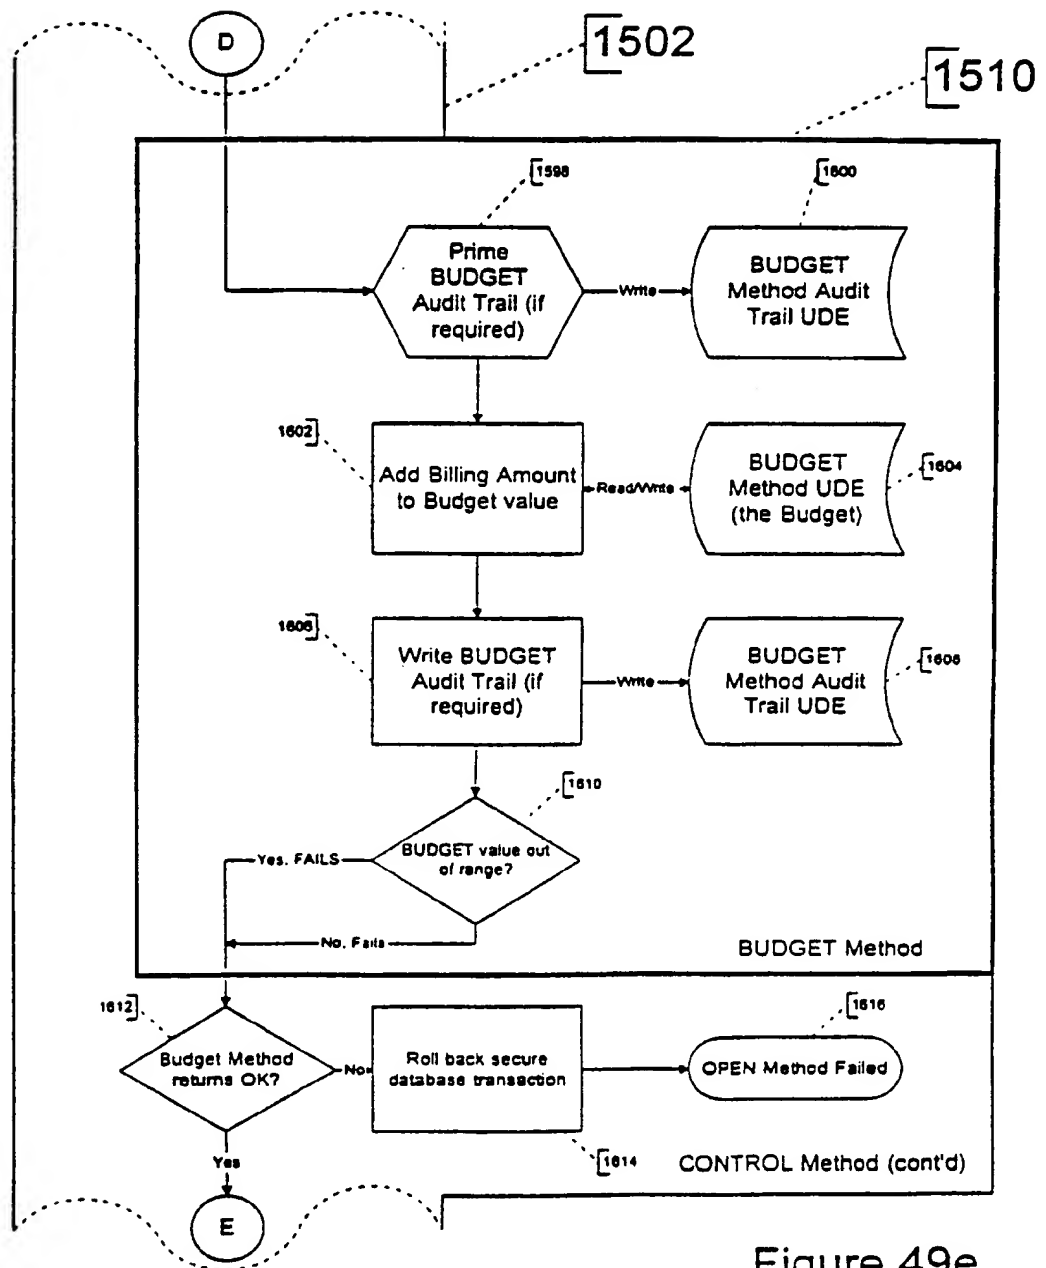 D
1502
1510
1598
1600
Prime
BUDGET
Audit Trail (if
required)
Write
BUDGET
Method Audit
Trail UDE
1602
Add Billing Amount
to Budget value
Read/Write
BUDGET
Method UDE
(the Budget)
1604
1606
Write BUDGET
Audit Trail (if
required)
Write
BUDGET
Method Audit
Trail UDE
1608
1610
BUDGET value out
of range?
Yes, FAILS
No, Fails
BUDGET Method
1612
Budget Method
returns OK?
No
Roll back secure
database transaction
1616
OPEN Method Failed
Yes
1614
CONTROL Method (cont'd)
E
Figure 49e